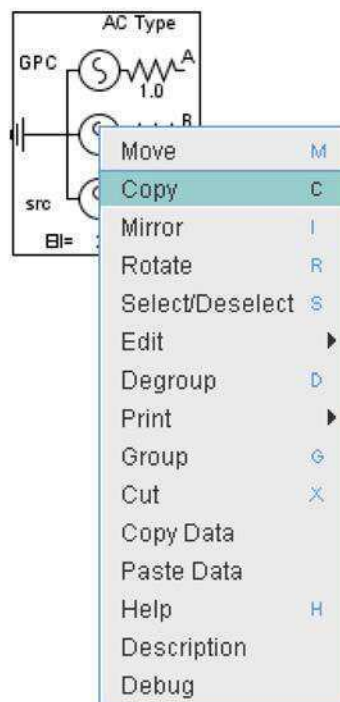 AC Type
GPC
A
1.0
B
src
EI=
Move M
Copy C
Mirror I
Rotate R
Select/Deselect S
Edit
Degroup D
Print
Group G
Cut X
Copy Data
Paste Data
Help H
Description
Debug